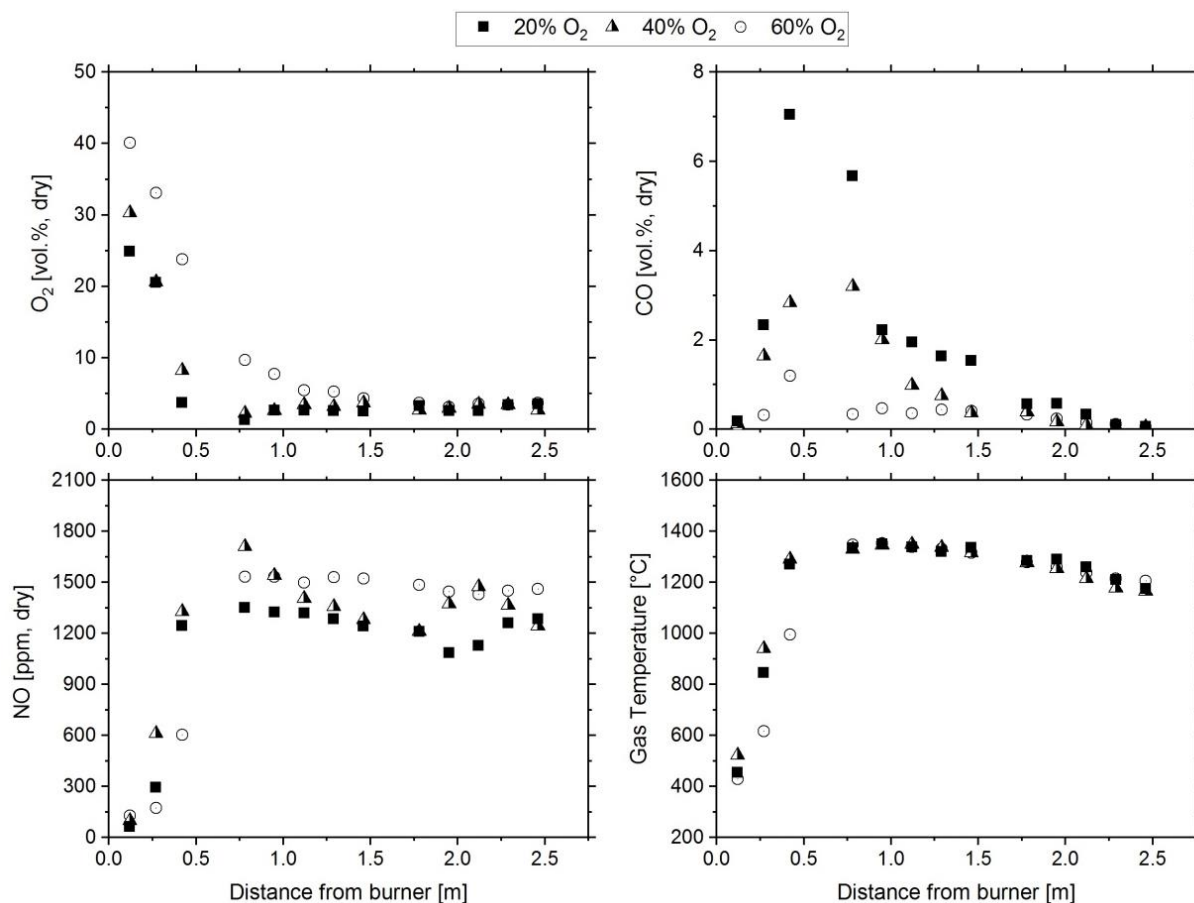 20% O₂ 40% O₂ 60% O₂
50
40
30
20
10
0
O₂ [vol.%, dry]
0.0 0.5 1.0 1.5 2.0 2.5
8
6
4
2
0
CO [vol.%, dry]
0.0 0.5 1.0 1.5 2.0 2.5
2100
1800
1500
1200
900
600
300
0
NO [ppm, dry]
0.0 0.5 1.0 1.5 2.0 2.5
Distance from burner [m]
1600
1400
1200
1000
800
600
400
200
Gas Temperature [°C]
0.0 0.5 1.0 1.5 2.0 2.5
Distance from burner [m]